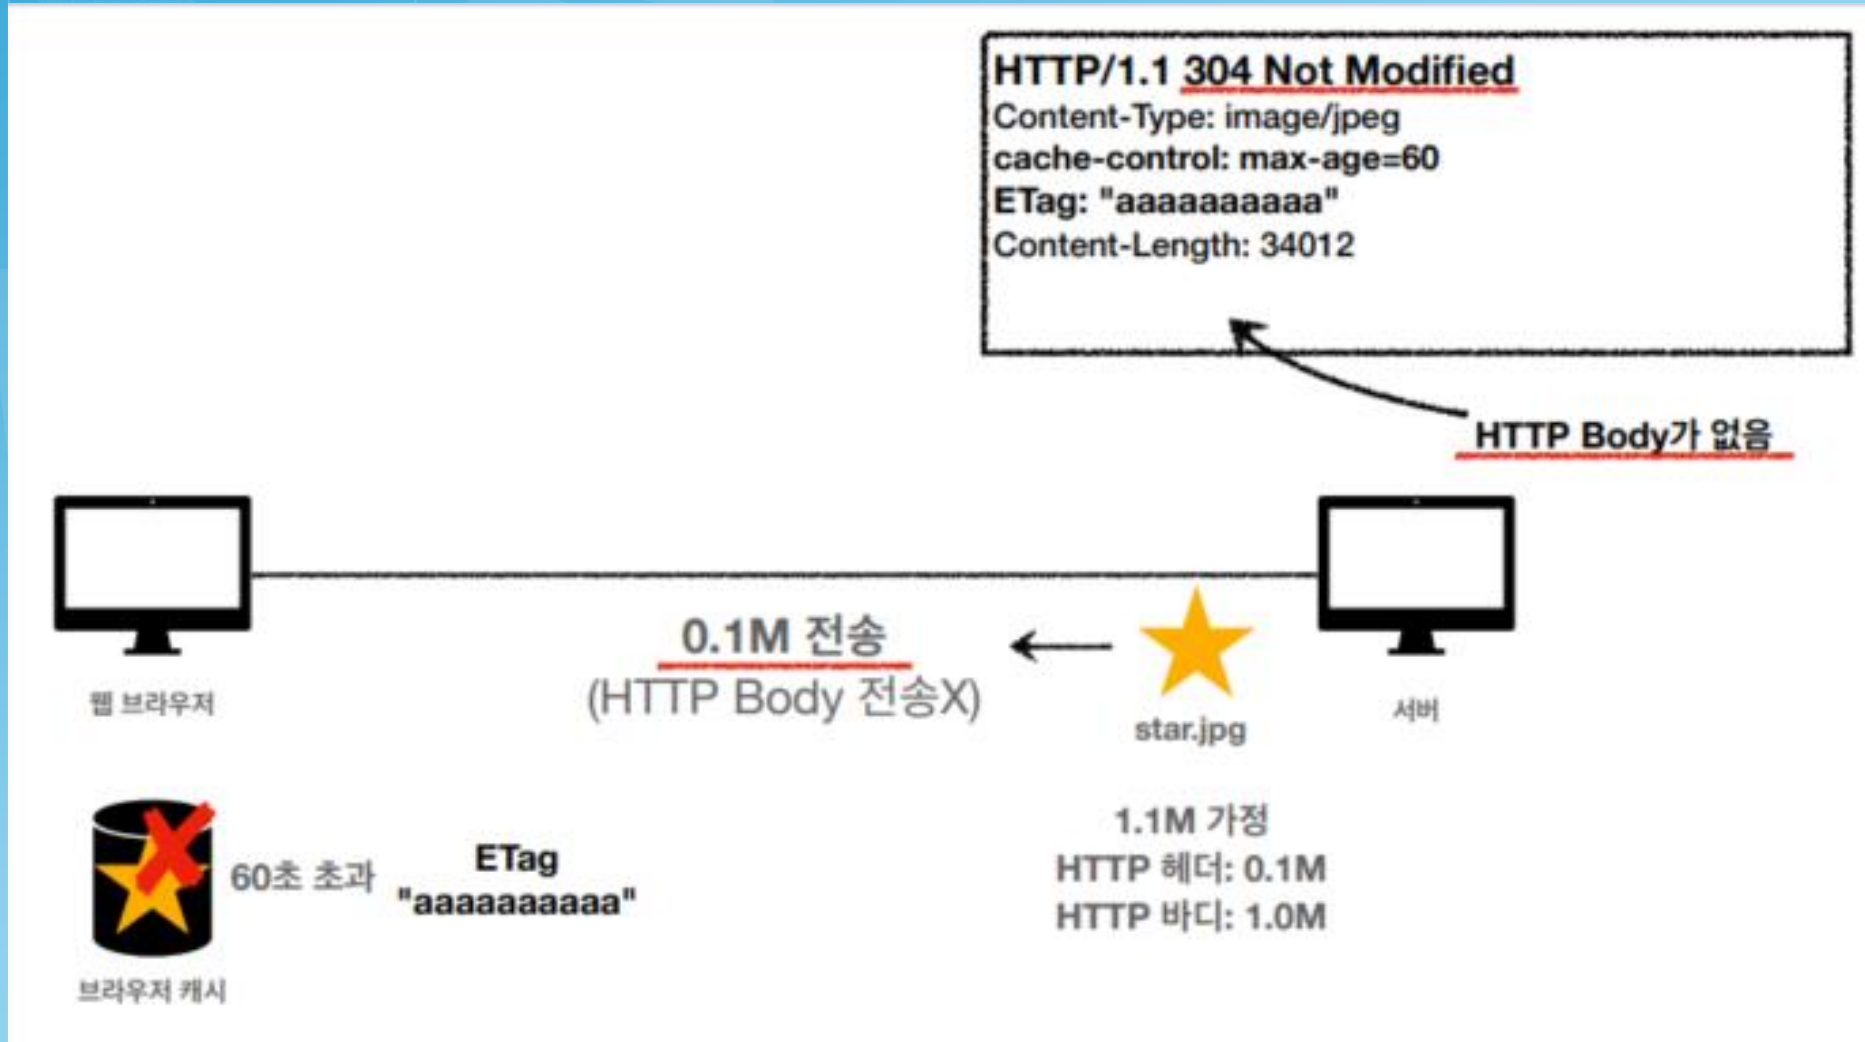 HTTP/1.1 304 Not Modified
Content-Type: image/jpeg
cache-control: max-age=60
ETag: "aaaaaaaaaa"
Content-Length: 34012
HTTP Body가 없음
0.1M 전송
(HTTP Body 전송X)
웹 브라우저
star.jpg
서버
60초 초과
ETag
"aaaaaaaaaa"
브라우저 캐시
1.1M 가정
HTTP 헤더: 0.1M
HTTP 바디: 1.0M